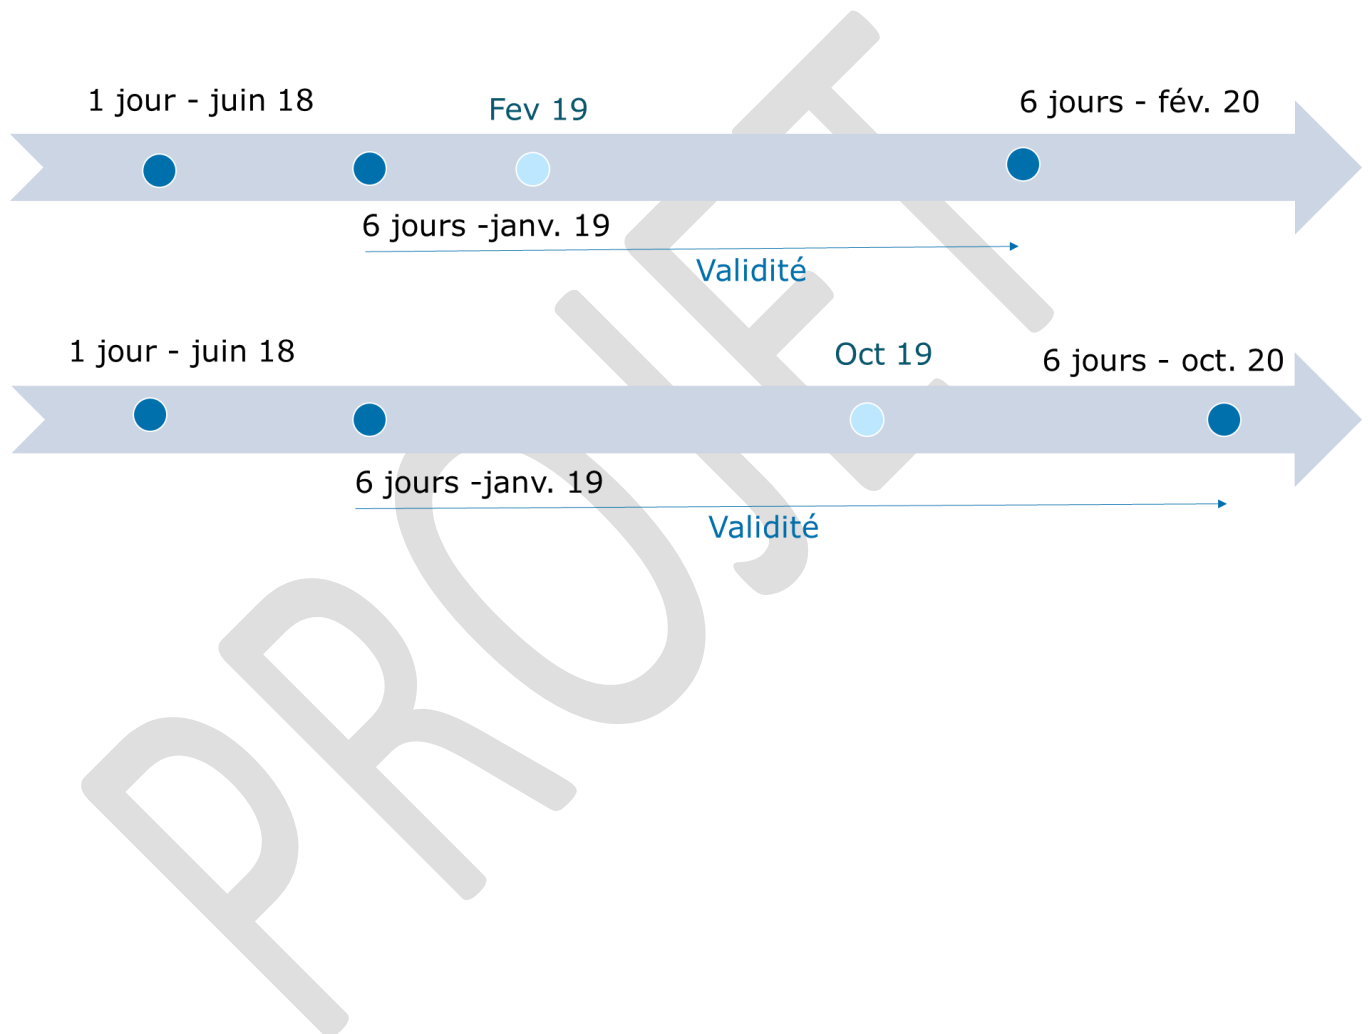 1 jour - juin 18
Fev 19
6 jours - fév. 20
6 jours -janv. 19
Validité
1 jour - juin 18
Oct 19
6 jours - oct. 20
6 jours -janv. 19
Validité
PROJET